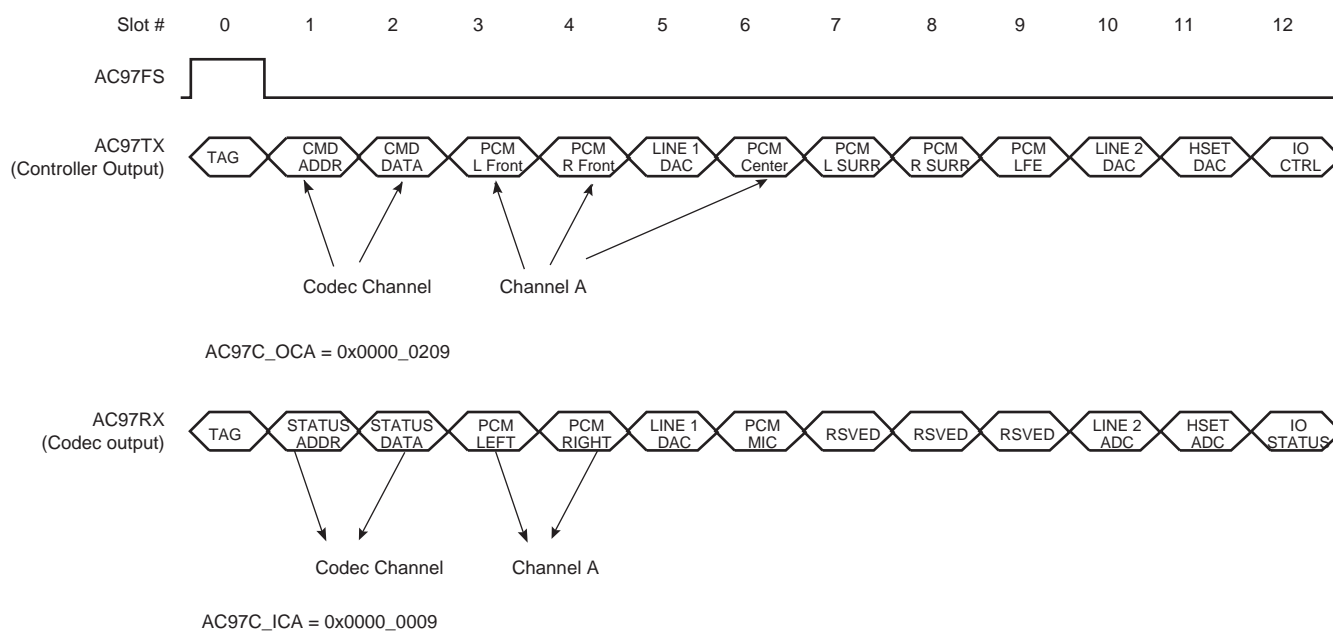 Slot # 0 1 2 3 4 5 6 7 8 9 10 11 12
AC97FS
AC97TX
(Controller Output)
TAG
CMD
ADDR
CMD
DATA
PCM
L Front
PCM
R Front
LINE 1
DAC
PCM
Center
PCM
L SURR
PCM
R SURR
PCM
LFE
LINE 2
DAC
HSET
DAC
IO
CTRL
Codec Channel
Channel A
AC97C_OCA = 0x0000_0209
AC97RX
(Codec output)
TAG
STATUS
ADDR
STATUS
DATA
PCM
LEFT
PCM
RIGHT
LINE 1
DAC
PCM
MIC
RSVED
RSVED
RSVED
LINE 2
ADC
HSET
ADC
IO
STATUS
Codec Channel
Channel A
AC97C_ICA = 0x0000_0009